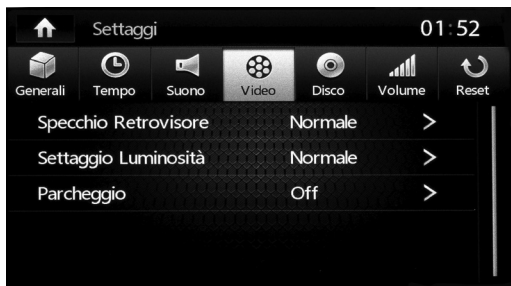 Settaggi 01:52
Generali Tempo Suono Video Disco Volume Reset
Specchio Retrovisore Normale >
Settaggio Luminosità Normale >
Parcheggio Off >